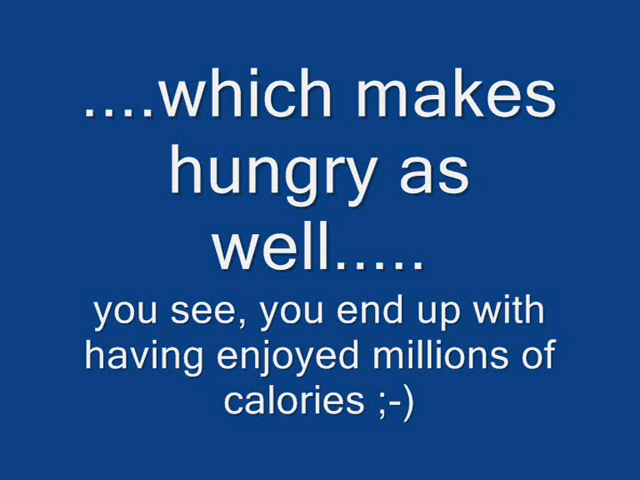 ....which makes
hungry as
well.....
you see, you end up with
having enjoyed millions of
calories ;-)